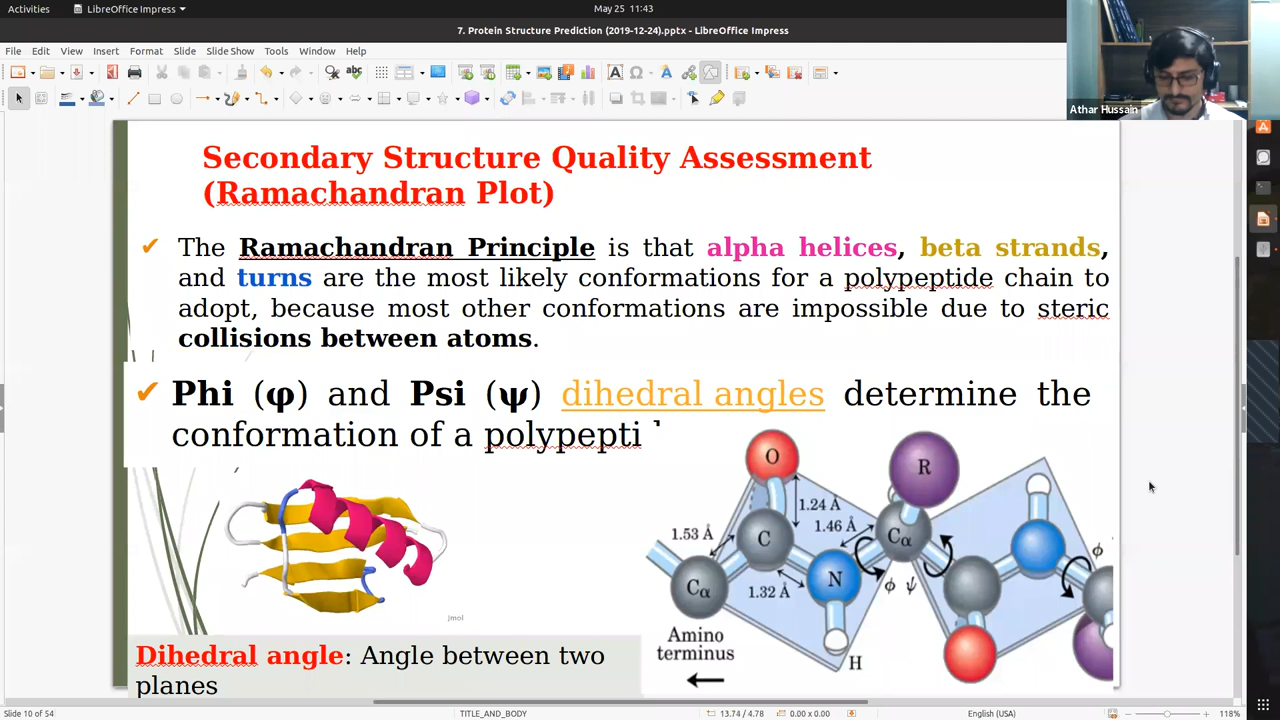 Activities
LibreOffice Impress
May 25 11:43
7. Protein Structure Prediction (2019-12-24).pptx - LibreOffice Impress
File Edit View Insert Format Slide Slide Show Tools Window Help
Athar Hussain
Secondary Structure Quality Assessment
(Ramachandran Plot)
✔ The Ramachandran Principle is that alpha helices, beta strands,
and turns are the most likely conformations for a polypeptide chain to
adopt, because most other conformations are impossible due to steric
collisions between atoms.
✔ Phi (φ) and Psi (ψ) dihedral angles determine the
conformation of a polypepti
O
R
1.24 Å
1.53 Å
C
1.46 Å
Cα
ϕ
Cα
1.32 Å
N
ϕ ψ
jmol
Amino
terminus
H
Dihedral angle: Angle between two
planes
Slide 10 of 54
TITLE_AND_BODY
13.74 / 4.78
0.00 x 0.00
English (USA)
118%